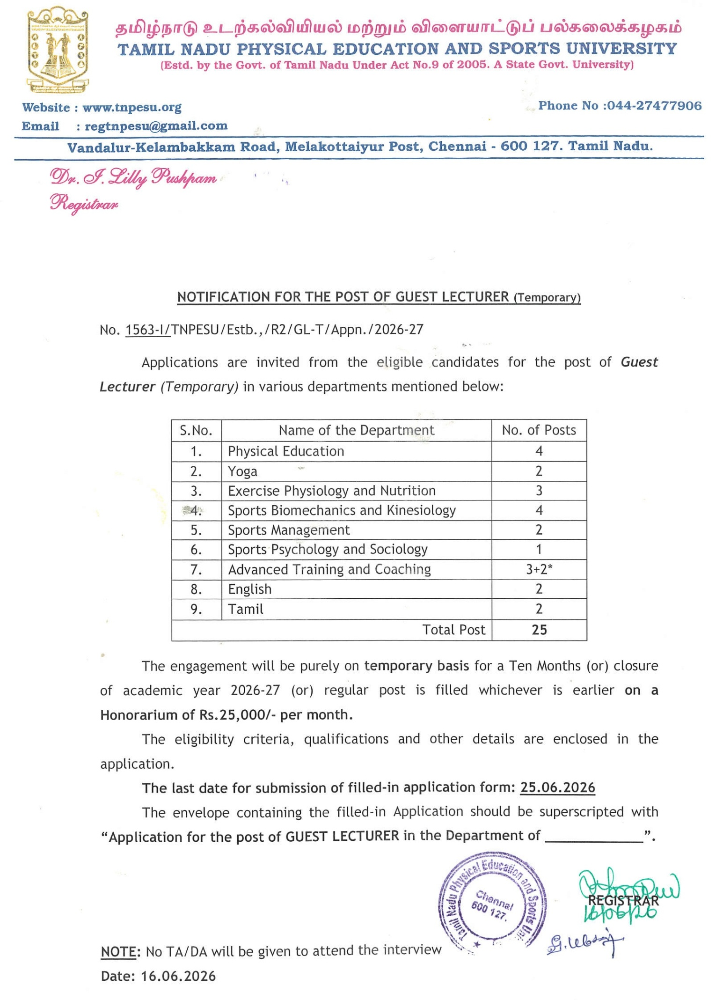 தமிழ்நாடு உடற்கல்வியியல் மற்றும் விளையாட்டுப் பல்கலைக்கழகம்
TAMIL NADU PHYSICAL EDUCATION AND SPORTS UNIVERSITY
(Estd. by the Govt. of Tamil Nadu Under Act No.9 of 2005. A State Govt. University)
Website : www.tnpesu.org
Phone No :044-27477906
Email : regtnpesu@gmail.com
Vandalur-Kelambakkam Road, Melakottaiyur Post, Chennai - 600 127. Tamil Nadu.
Dr. I. Lilly Pushpam
Registrar
NOTIFICATION FOR THE POST OF GUEST LECTURER (Temporary)
No. 1563-I/TNPESU/Estb.,/R2/GL-T/Appn./2026-27
Applications are invited from the eligible candidates for the post of Guest
Lecturer (Temporary) in various departments mentioned below:
S.No. Name of the Department No. of Posts
1. Physical Education 4
2. Yoga 2
3. Exercise Physiology and Nutrition 3
4. Sports Biomechanics and Kinesiology 4
5. Sports Management 2
6. Sports Psychology and Sociology 1
7. Advanced Training and Coaching 3+2*
8. English 2
9. Tamil 2
Total Post 25
The engagement will be purely on temporary basis for a Ten Months (or) closure
of academic year 2026-27 (or) regular post is filled whichever is earlier on a
Honorarium of Rs.25,000/- per month.
The eligibility criteria, qualifications and other details are enclosed in the
application.
The last date for submission of filled-in application form: 25.06.2026
The envelope containing the filled-in Application should be superscripted with
“Application for the post of GUEST LECTURER in the Department of ______________”.
Tamil Nadu Physical Education and Sports Uni
Chennai
600 127.
REGISTRAR
16/06/26
NOTE: No TA/DA will be given to attend the interview
Date: 16.06.2026